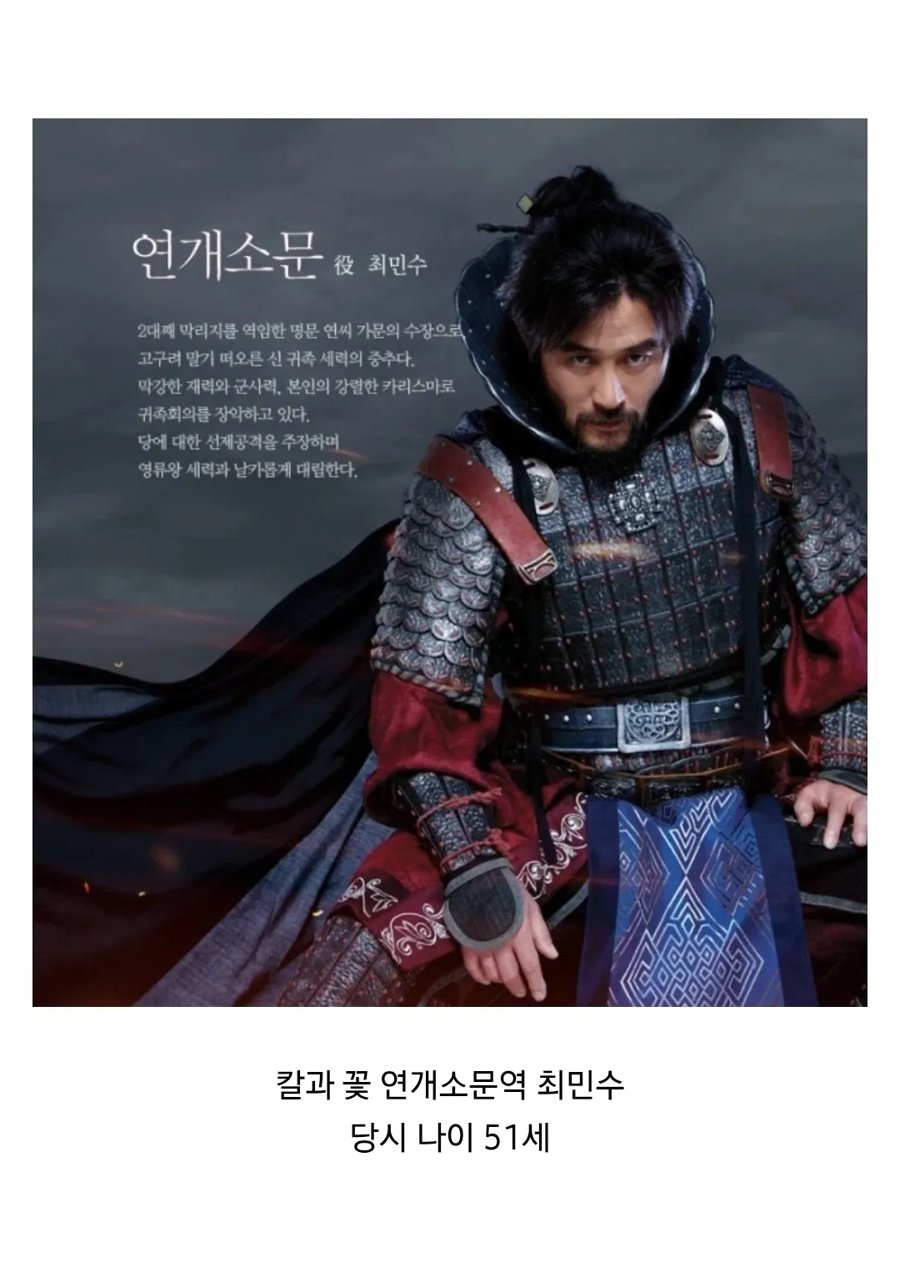 연개소문 役 최민수
2대째 막리지를 역임한 명문 연씨 가문의 수장으로
고구려 말기 떠오른 신 귀족 세력의 중추다.
막강한 재력와 군사력, 본인의 강렬한 카리스마로
귀족회의를 장악하고 있다.
당에 대한 선제공격을 주장하며
영류왕 세력과 날카롭게 대립한다.
칼과 꽃 연개소문역 최민수
당시 나이 51세